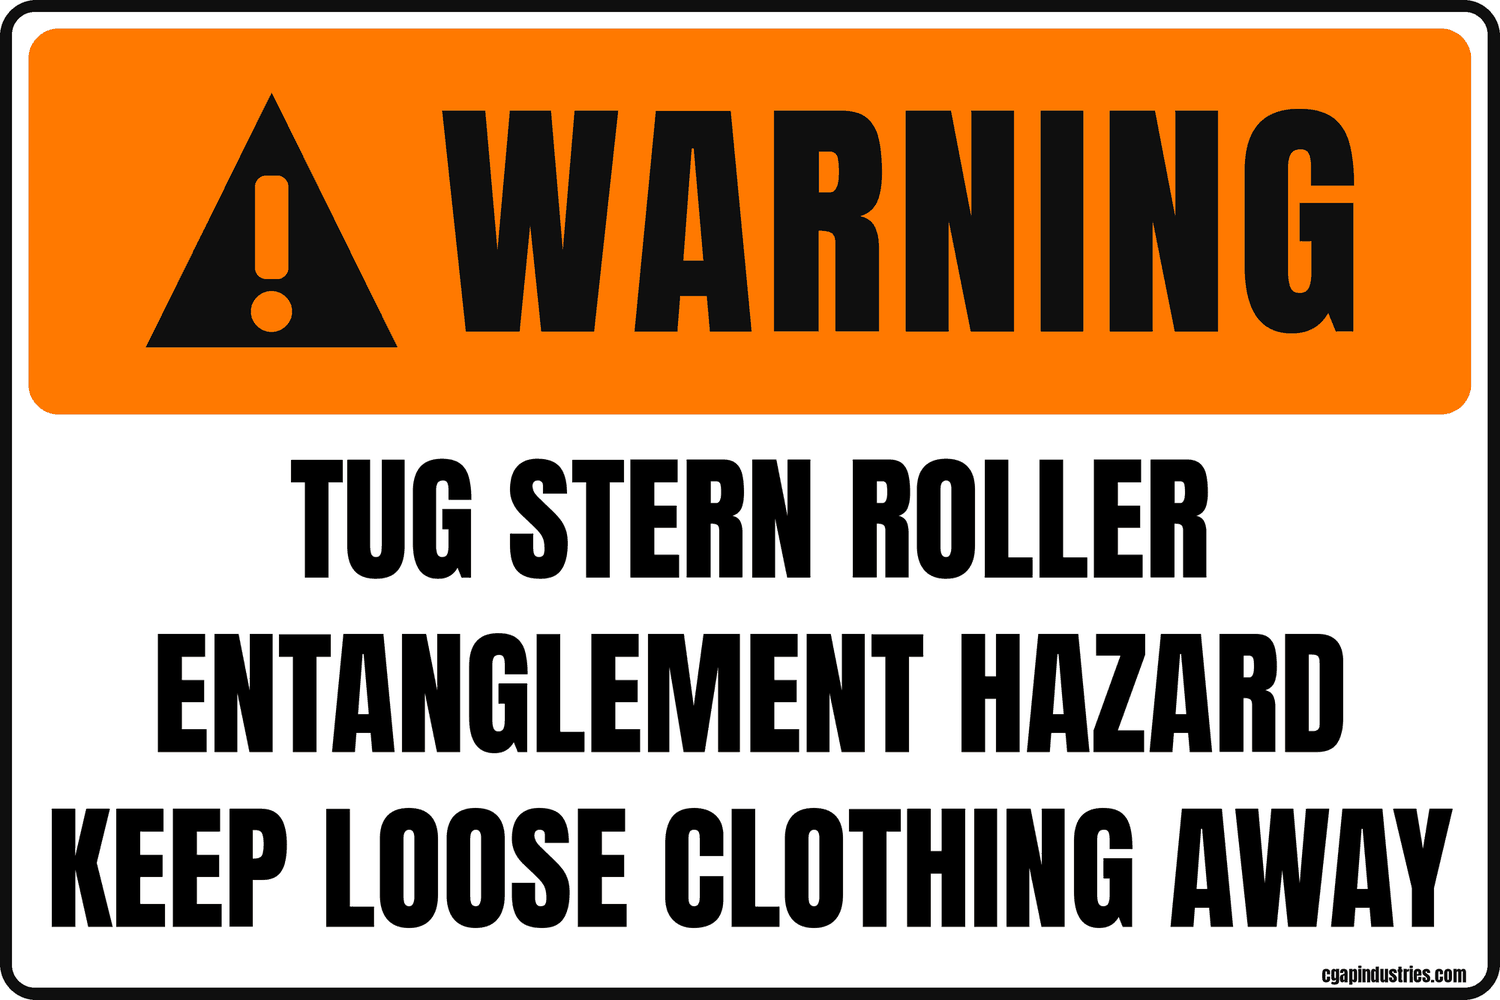 WARNING
TUG STERN ROLLER
ENTANGLEMENT HAZARD
KEEP LOOSE CLOTHING AWAY
cgapindustries.com